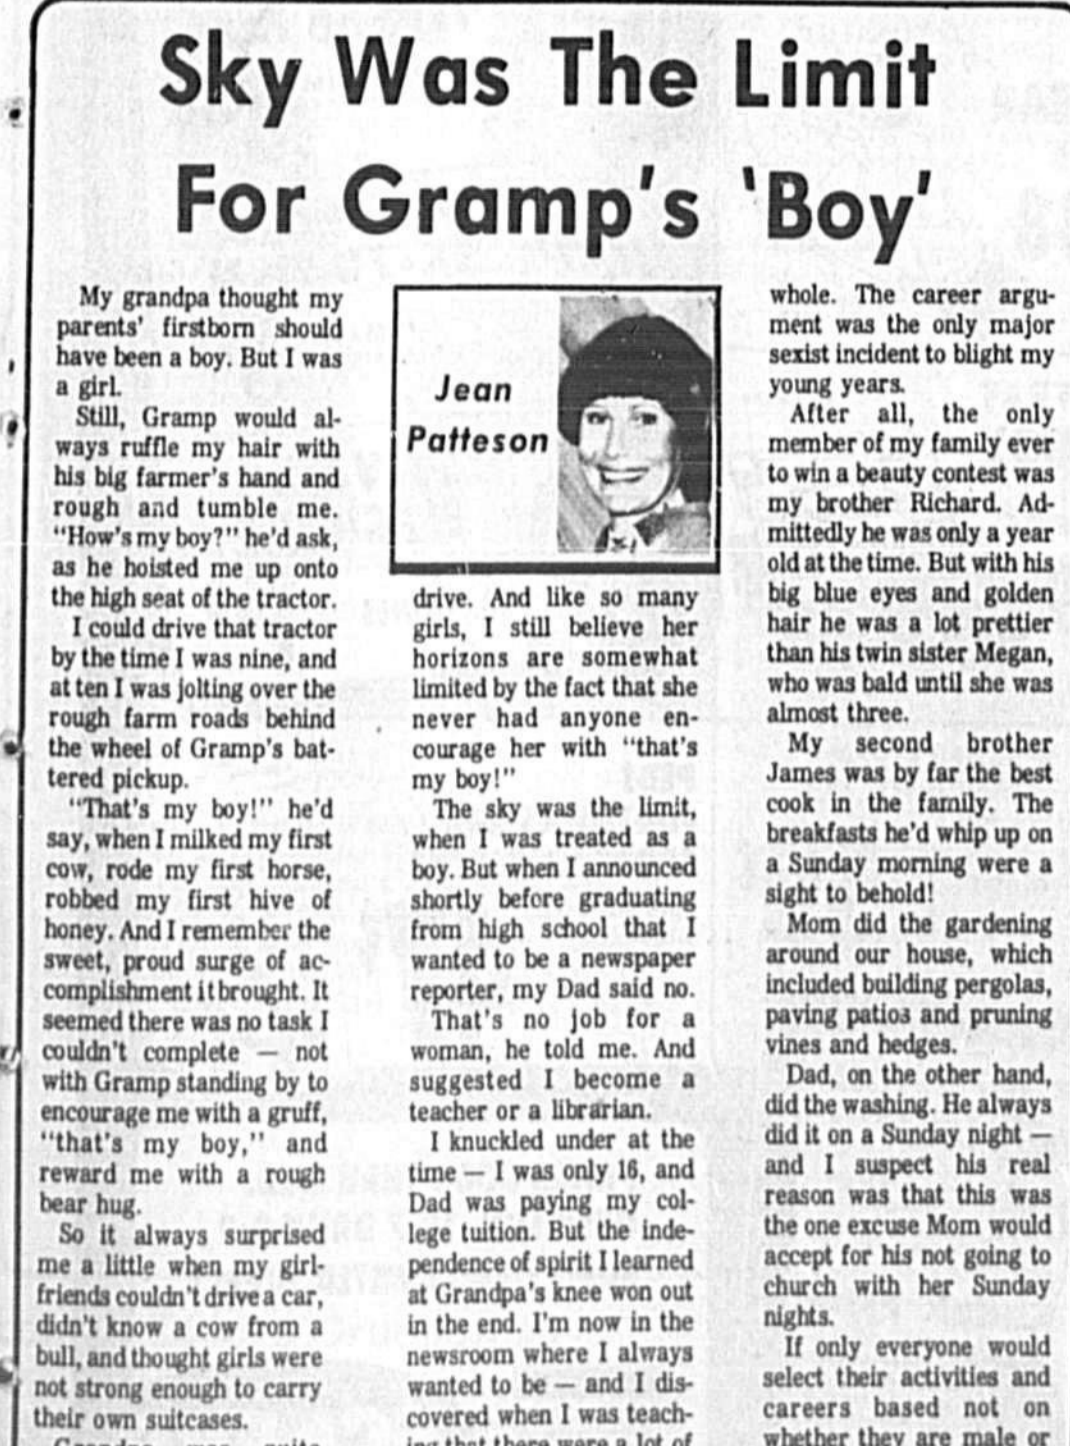 Sky Was The Limit
For Gramp's 'Boy'
My grandpa thought my
parents' firstborn should
have been a boy. But I was
a girl.
Still, Gramp would al-
ways ruffle my hair with
his big farmer's hand and
rough and tumble me.
"How's my boy?" he'd ask,
as he hoisted me up onto
the high seat of the tractor.
I could drive that tractor
by the time I was nine, and
at ten I was jolting over the
rough farm roads behind
the wheel of Gramp's bat-
tered pickup.
"That's my boy!" he'd
say, when I milked my first
cow, rode my first horse,
robbed my first hive of
honey. And I remember the
sweet, proud surge of ac-
complishment it brought. It
seemed there was no task I
couldn't complete — not
with Gramp standing by to
encourage me with a gruff,
"that's my boy," and
reward me with a rough
bear hug.
So it always surprised
me a little when my girl-
friends couldn't drive a car,
didn't know a cow from a
bull, and thought girls were
not strong enough to carry
their own suitcases.
Grandpa was quite
Jean
Patteson
drive. And like so many
girls, I still believe her
horizons are somewhat
limited by the fact that she
never had anyone en-
courage her with "that's
my boy!"
The sky was the limit,
when I was treated as a
boy. But when I announced
shortly before graduating
from high school that I
wanted to be a newspaper
reporter, my Dad said no.
That's no job for a
woman, he told me. And
suggested I become a
teacher or a librarian.
I knuckled under at the
time — I was only 16, and
Dad was paying my col-
lege tuition. But the inde-
pendence of spirit I learned
at Grandpa's knee won out
in the end. I'm now in the
newsroom where I always
wanted to be — and I dis-
covered when I was teach-
ing that there were a lot of
whole. The career argu-
ment was the only major
sexist incident to blight my
young years.
After all, the only
member of my family ever
to win a beauty contest was
my brother Richard. Ad-
mittedly he was only a year
old at the time. But with his
big blue eyes and golden
hair he was a lot prettier
than his twin sister Megan,
who was bald until she was
almost three.
My second brother
James was by far the best
cook in the family. The
breakfasts he'd whip up on
a Sunday morning were a
sight to behold!
Mom did the gardening
around our house, which
included building pergolas,
paving patios and pruning
vines and hedges.
Dad, on the other hand,
did the washing. He always
did it on a Sunday night —
and I suspect his real
reason was that this was
the one excuse Mom would
accept for his not going to
church with her Sunday
nights.
If only everyone would
select their activities and
careers based not on
whether they are male or